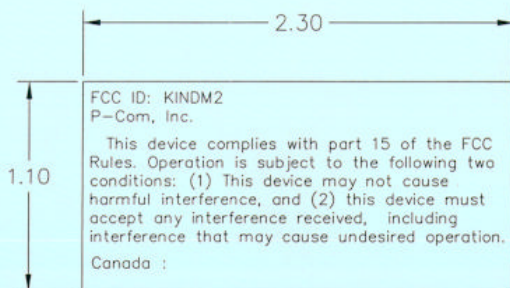 2.30
FCC ID: KINDM2
P-Com, Inc.
This device complies with part 15 of the FCC
Rules. Operation is subject to the following two
conditions: (1) This device may not cause
1.10
harmful interference, and (2) this device must
accept any interference received, including
interference that may cause undesired operation.
Canada :